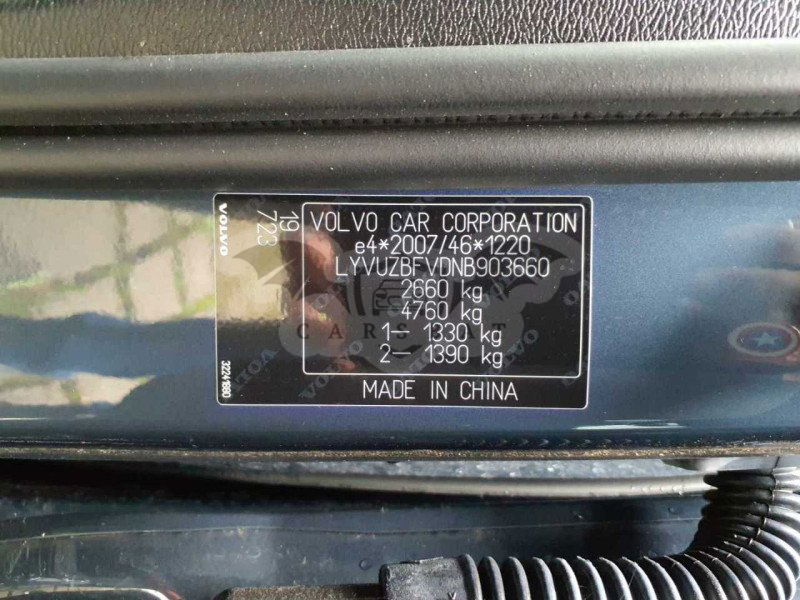 VOLVO CAR CORPORATION
e4*2007/46*1220
LYVUZBFVDNB903660
2660 kg
4760 kg
1– 1330 kg
2– 1390 kg
MADE IN CHINA
VOLVO
19
723
CARSBAT